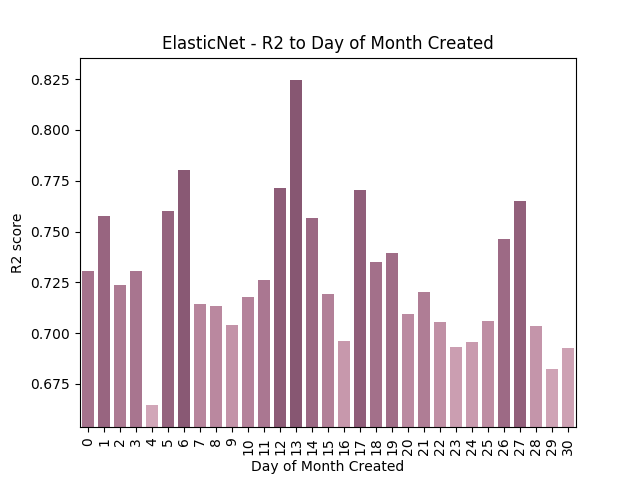 ElasticNet - R2 to Day of Month Created
R2 score
0.825
0.800
0.775
0.750
0.725
0.700
0.675
0 1 2 3 4 5 6 7 8 9 10 11 12 13 14 15 16 17 18 19 20 21 22 23 24 25 26 27 28 29 30
Day of Month Created